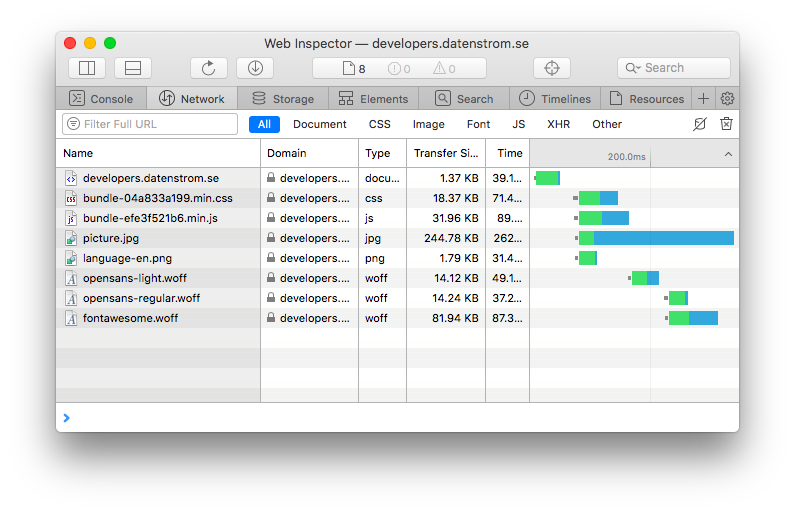 Web Inspector — developers.datenstrom.se
8 0 0 Search
Console Network Storage Elements Search Timelines Resources
Filter Full URL All Document CSS Image Font JS XHR Other
Name Domain Type Transfer Si... Time 200.0ms
developers.datenstrom.se developers.... docu... 1.37 KB 39.1...
bundle-04a833a199.min.css developers.... css 18.37 KB 71.4...
bundle-efe3f521b6.min.js developers.... js 31.96 KB 89....
picture.jpg developers.... jpg 244.78 KB 262...
language-en.png developers.... png 1.79 KB 31.4...
opensans-light.woff developers.... woff 14.12 KB 49.1...
opensans-regular.woff developers.... woff 14.24 KB 37.2...
fontawesome.woff developers.... woff 81.94 KB 87.3...